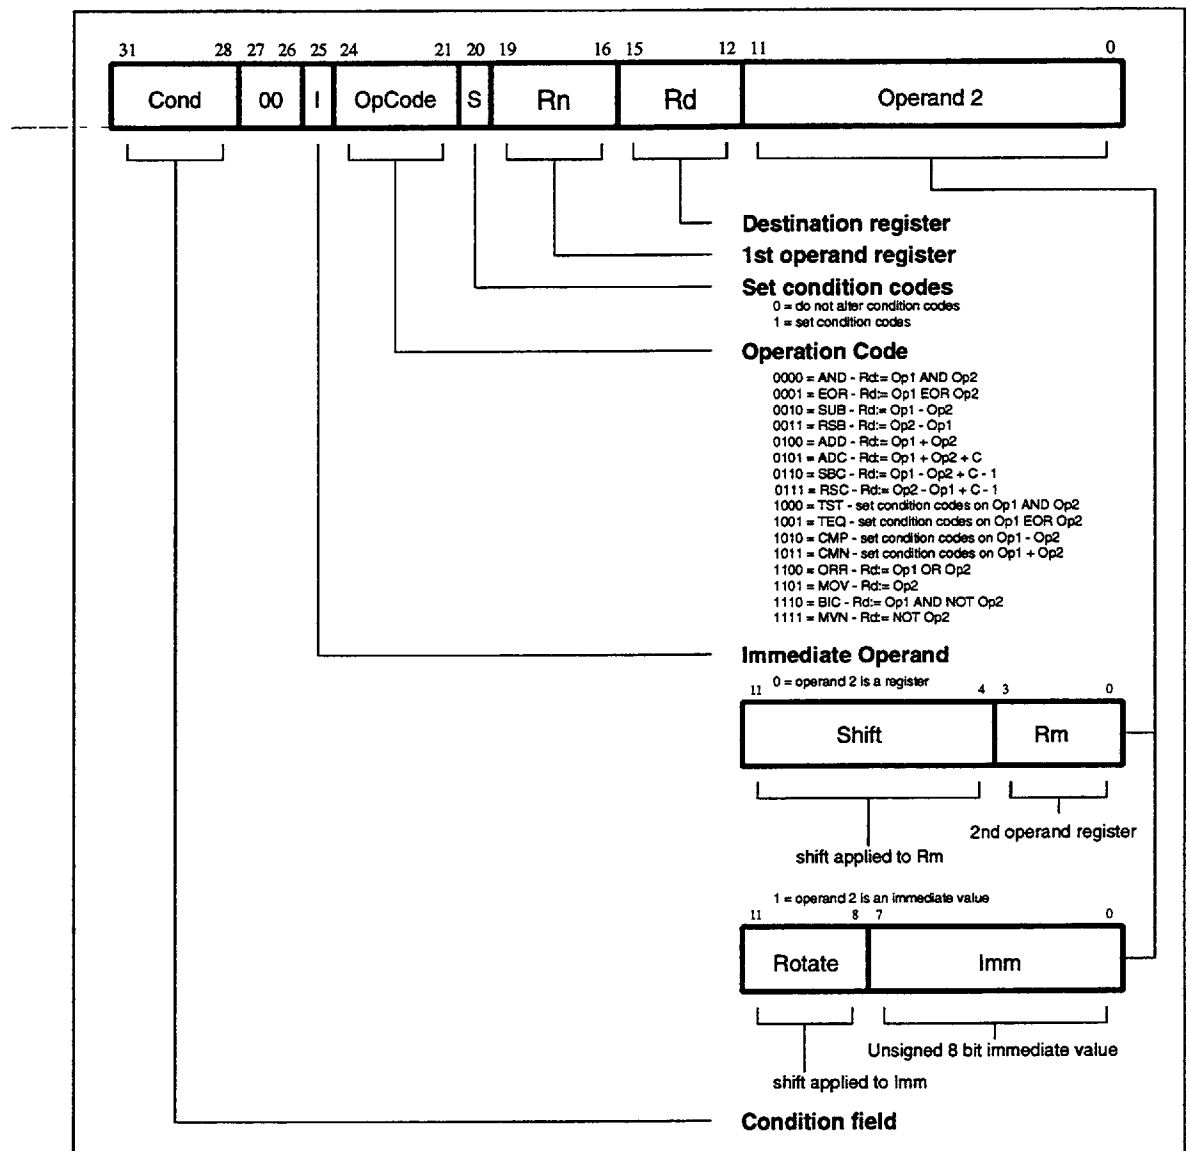 31 28 27 26 25 24 21 20 19 16 15 12 11 0
Cond 00 I OpCode S Rn Rd Operand 2
Destination register
1st operand register
Set condition codes
0 = do not alter condition codes
1 = set condition codes
Operation Code
0000 = AND - Rd:= Op1 AND Op2
0001 = EOR - Rd:= Op1 EOR Op2
0010 = SUB - Rd:= Op1 - Op2
0011 = RSB - Rd:= Op2 - Op1
0100 = ADD - Rd:= Op1 + Op2
0101 = ADC - Rd:= Op1 + Op2 + C
0110 = SBC - Rd:= Op1 - Op2 + C - 1
0111 = RSC - Rd:= Op2 - Op1 + C - 1
1000 = TST - set condition codes on Op1 AND Op2
1001 = TEQ - set condition codes on Op1 EOR Op2
1010 = CMP - set condition codes on Op1 - Op2
1011 = CMN - set condition codes on Op1 + Op2
1100 = ORR - Rd:= Op1 OR Op2
1101 = MOV - Rd:= Op2
1110 = BIC - Rd:= Op1 AND NOT Op2
1111 = MVN - Rd:= NOT Op2
Immediate Operand
0 = operand 2 is a register
11 4 3 0
Shift Rm
2nd operand register
shift applied to Rm
1 = operand 2 is an immediate value
11 8 7 0
Rotate Imm
Unsigned 8 bit immediate value
shift applied to Imm
Condition field